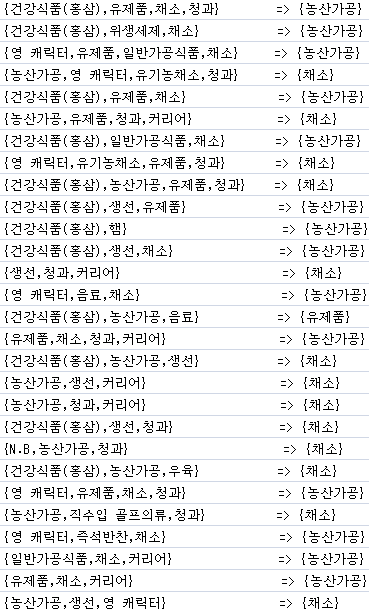 {건강식품(홍삼),유제품,채소,청과} => {농산가공}
{건강식품(홍삼),위생세제,채소} => {농산가공}
{영 캐릭터,유제품,일반가공식품,채소} => {농산가공}
{농산가공,영 캐릭터,유기농채소,청과} => {채소}
{건강식품(홍삼),유제품,채소} => {농산가공}
{농산가공,유제품,청과,커리어} => {채소}
{건강식품(홍삼),일반가공식품,채소} => {농산가공}
{영 캐릭터,유기농채소,유제품,청과} => {채소}
{건강식품(홍삼),농산가공,유제품,청과} => {채소}
{건강식품(홍삼),생선,유제품} => {농산가공}
{건강식품(홍삼),햄} => {농산가공}
{건강식품(홍삼),생선,채소} => {농산가공}
{생선,청과,커리어} => {채소}
{영 캐릭터,음료,채소} => {농산가공}
{건강식품(홍삼),농산가공,음료} => {유제품}
{유제품,채소,청과,커리어} => {농산가공}
{건강식품(홍삼),농산가공,생선} => {채소}
{농산가공,생선,커리어} => {채소}
{농산가공,청과,커리어} => {채소}
{건강식품(홍삼),생선,청과} => {채소}
{N.B,농산가공,청과} => {채소}
{건강식품(홍삼),농산가공,우육} => {채소}
{영 캐릭터,유제품,채소,청과} => {농산가공}
{농산가공,직수입 골프의류,청과} => {채소}
{영 캐릭터,즉석반찬,채소} => {농산가공}
{일반가공식품,채소,커리어} => {농산가공}
{유제품,채소,커리어} => {농산가공}
{농산가공,생선,영 캐릭터} => {채소}